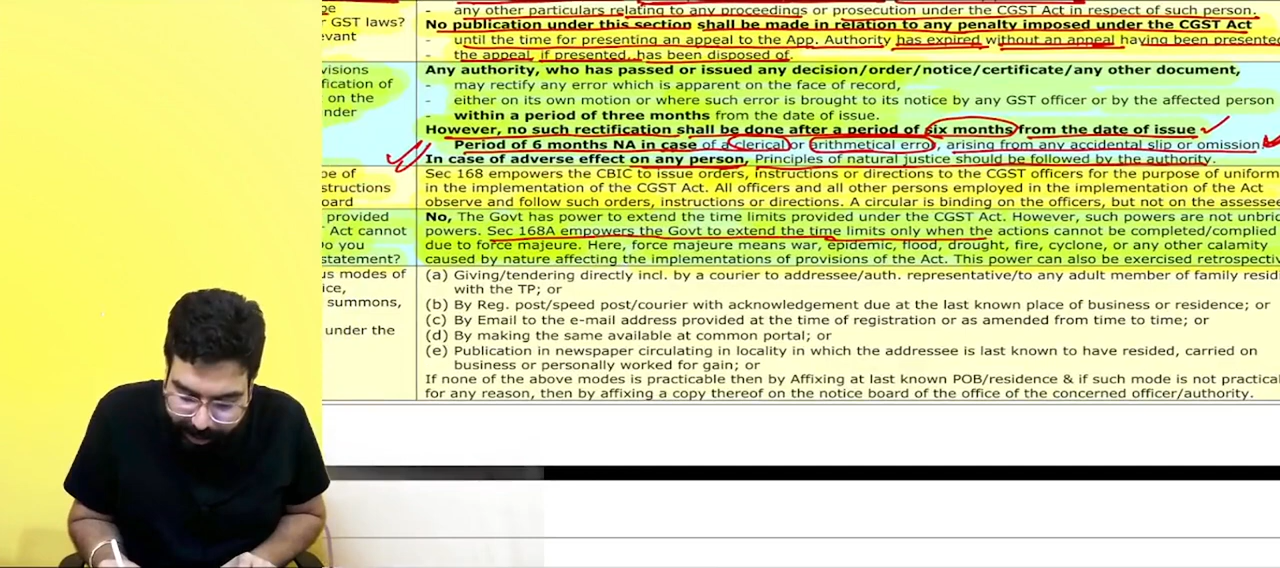 be
- any other particulars relating to any proceedings or prosecution under the CGST Act in respect of such person.
r GST laws?
No publication under this section shall be made in relation to any penalty imposed under the CGST Act
evant
- until the time for presenting an appeal to the App. Authority has expired without an appeal having been presented
- the appeal, if presented, has been disposed of.
visions
Any authority, who has passed or issued any decision/order/notice/certificate/any other document,
fication of
- may rectify any error which is apparent on the face of record,
on the
- either on its own motion or where such error is brought to its notice by any GST officer or by the affected person
nder
- within a period of three months from the date of issue.
However, no such rectification shall be done after a period of six months from the date of issue
Period of 6 months NA in case of a clerical or arithmetical error, arising from any accidental slip or omission.
In case of adverse effect on any person, Principles of natural justice should be followed by the authority.
pe of
Sec 168 empowers the CBIC to issue orders, instructions or directions to the CGST officers for the purpose of uniform
structions
in the implementation of the CGST Act. All officers and all other persons employed in the implementation of the Act
oard
observe and follow such orders, instructions or directions. A circular is binding on the officers, but not on the assessee
provided
No, The Govt has power to extend the time limits provided under the CGST Act. However, such powers are not unbric
Act cannot
powers. Sec 168A empowers the Govt to extend the time limits only when the actions cannot be completed/complied
Do you
due to force majeure. Here, force majeure means war, epidemic, flood, drought, fire, cyclone, or any other calamity
statement?
caused by nature affecting the implementations of provisions of the Act. This power can also be exercised retrospectiv
us modes of
(a) Giving/tendering directly incl. by a courier to addressee/auth. representative/to any adult member of family resid
ice,
with the TP; or
summons,
(b) By Reg. post/speed post/courier with acknowledgement due at the last known place of business or residence; or
(c) By Email to the e-mail address provided at the time of registration or as amended from time to time; or
under the
(d) By making the same available at common portal; or
(e) Publication in newspaper circulating in locality in which the addressee is last known to have resided, carried on
business or personally worked for gain; or
If none of the above modes is practicable then by Affixing at last known POB/residence & if such mode is not practical
for any reason, then by affixing a copy thereof on the notice board of the office of the concerned officer/authority.